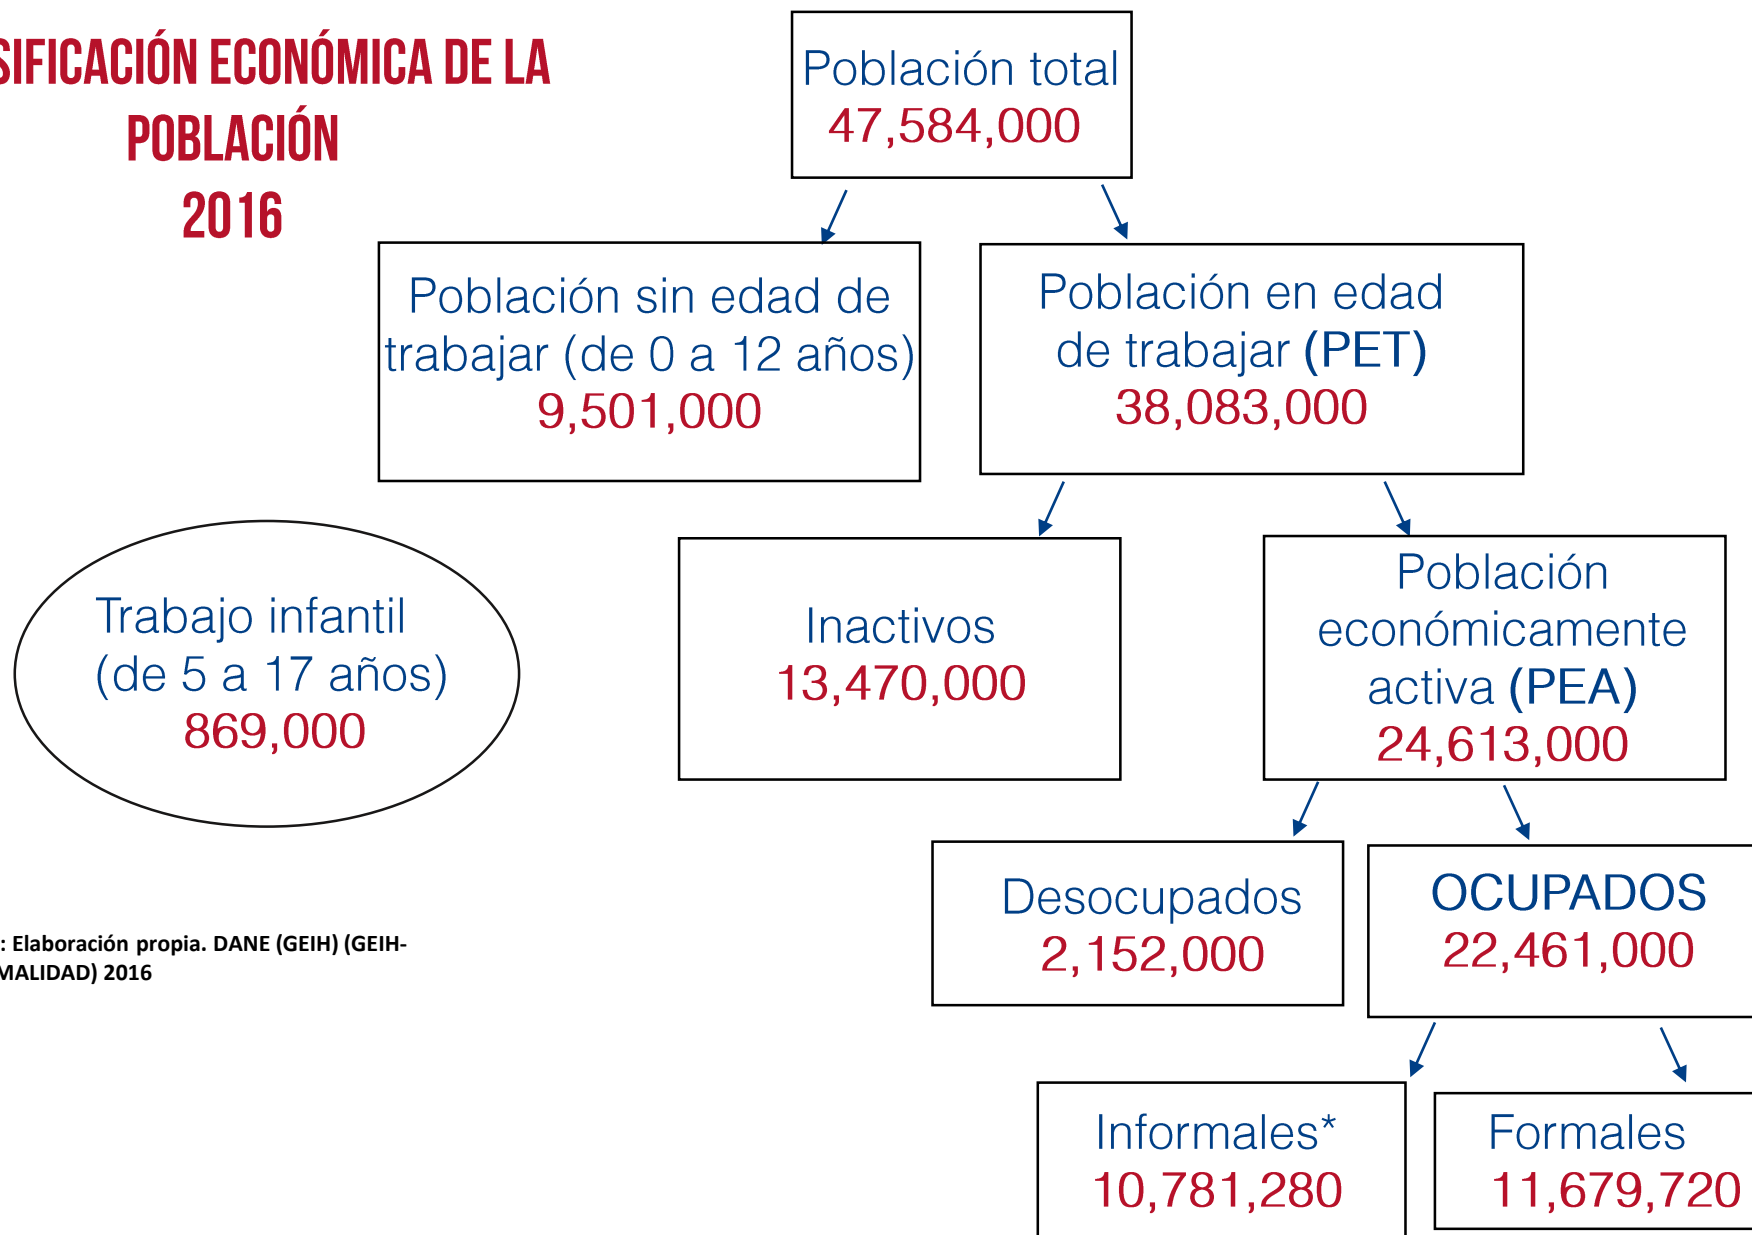 SIFICACIÓN ECONÓMICA DE LA
POBLACIÓN
2016
Población total
47,584,000
Población sin edad de
trabajar (de 0 a 12 años)
9,501,000
Población en edad
de trabajar (PET)
38,083,000
Trabajo infantil
(de 5 a 17 años)
869,000
Inactivos
13,470,000
Población
económicamente
activa (PEA)
24,613,000
Desocupados
2,152,000
OCUPADOS
22,461,000
: Elaboración propia. DANE (GEIH) (GEIH-
MALIDAD) 2016
Informales*
10,781,280
Formales
11,679,720